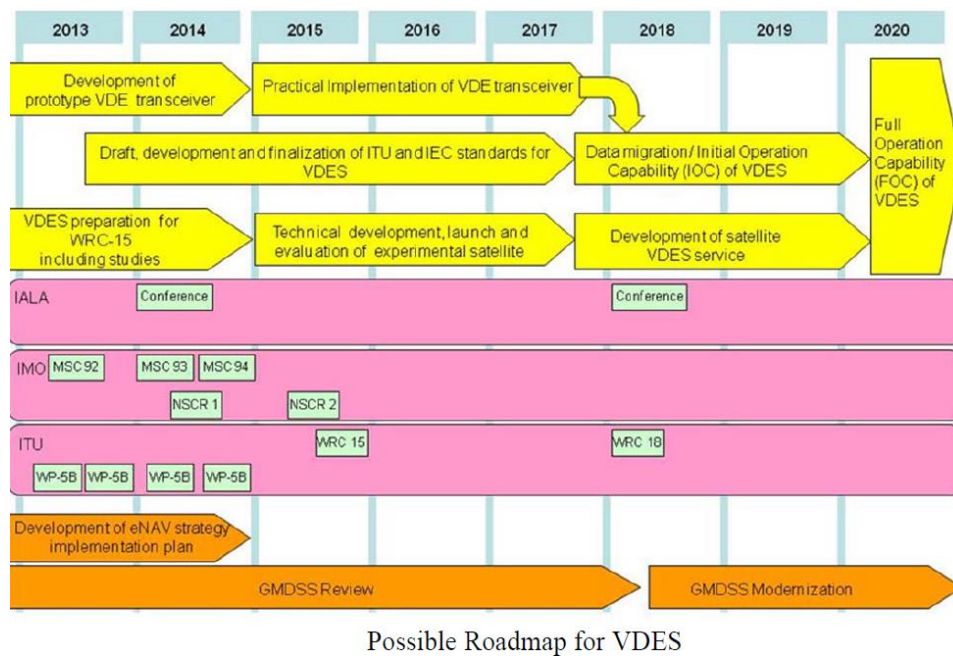 2013 2014 2015 2016 2017 2018 2019 2020
Development of
prototype VDE transceiver
Practical Implementation of VDE transceiver
Draft, development and finalization of ITU and IEC standards for
VDES
Data migration/ Initial Operation
Capability (IOC) of VDES
Full
Operation
Capability
(FOC) of
VDES
VDES preparation for
WRC-15
including studies
Technical development, launch and
evaluation of experimental satellite
Development of satellite
VDES service
IALA
Conference
Conference
IMO
MSC 92
MSC 93
MSC 94
NSCR 1
NSCR 2
ITU
WRC 15
WRC 18
WP-5B
WP-5B
WP-5B
WP-5B
Development of eNAV strategy
implementation plan
GMDSS Review
GMDSS Modernization
Possible Roadmap for VDES